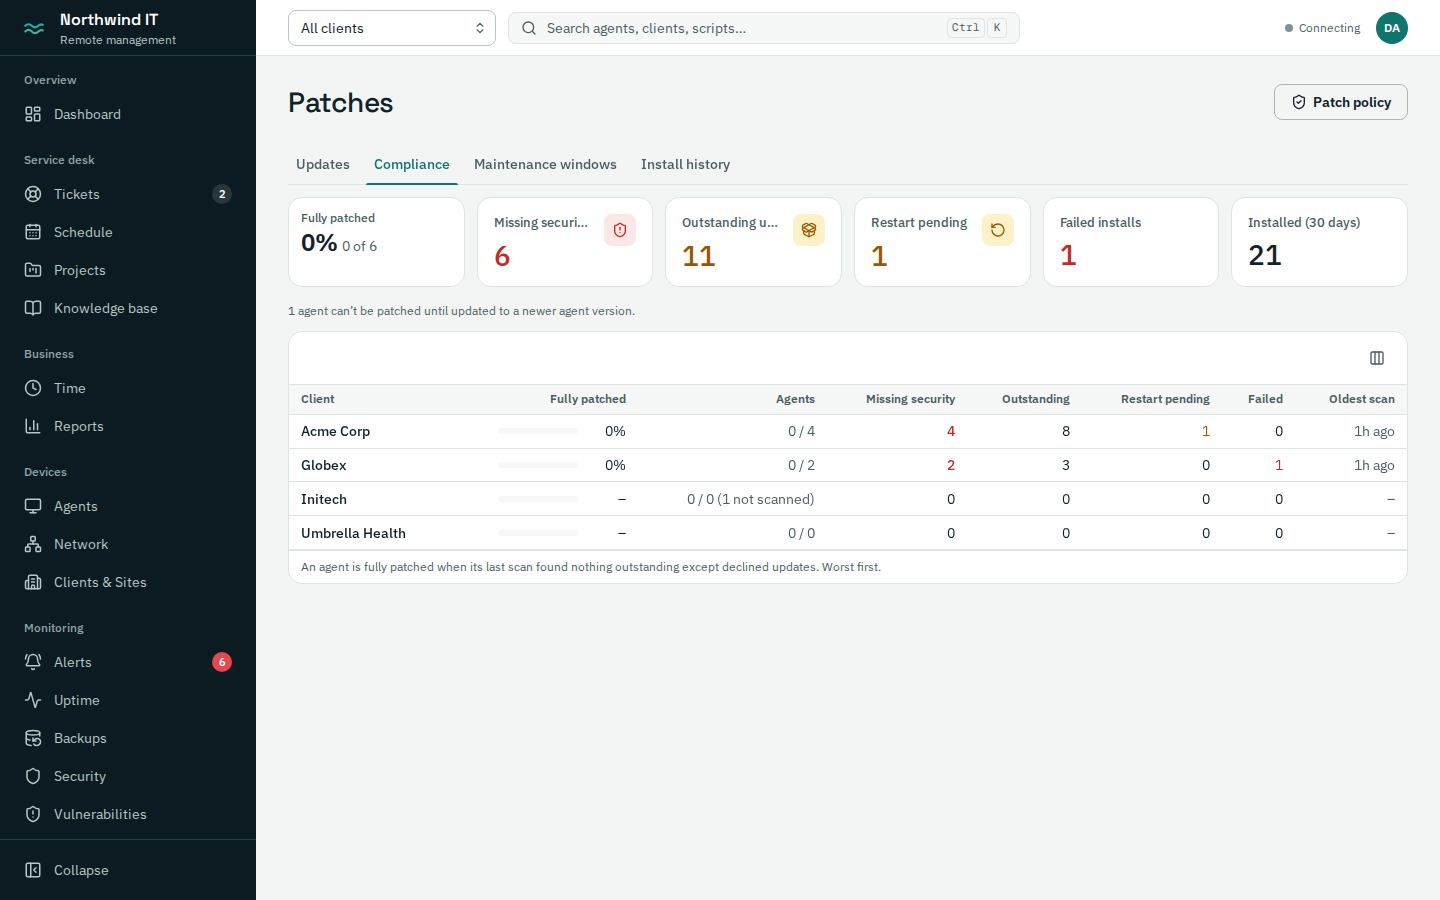 Northwind IT
Remote management
All clients
Search agents, clients, scripts...
Ctrl K
Connecting
DA
Overview
Dashboard
Service desk
Tickets 2
Schedule
Projects
Knowledge base
Business
Time
Reports
Devices
Agents
Network
Clients & Sites
Monitoring
Alerts 6
Uptime
Backups
Security
Vulnerabilities
Collapse
Patches
Patch policy
Updates Compliance Maintenance windows Install history
Fully patched
0% 0 of 6
Missing securi...
6
Outstanding u...
11
Restart pending
1
Failed installs
1
Installed (30 days)
21
1 agent can't be patched until updated to a newer agent version.
Client Fully patched Agents Missing security Outstanding Restart pending Failed Oldest scan
Acme Corp 0% 0 / 4 4 8 1 0 1h ago
Globex 0% 0 / 2 2 3 0 1 1h ago
Initech – 0 / 0 (1 not scanned) 0 0 0 0 –
Umbrella Health – 0 / 0 0 0 0 0 –
An agent is fully patched when its last scan found nothing outstanding except declined updates. Worst first.